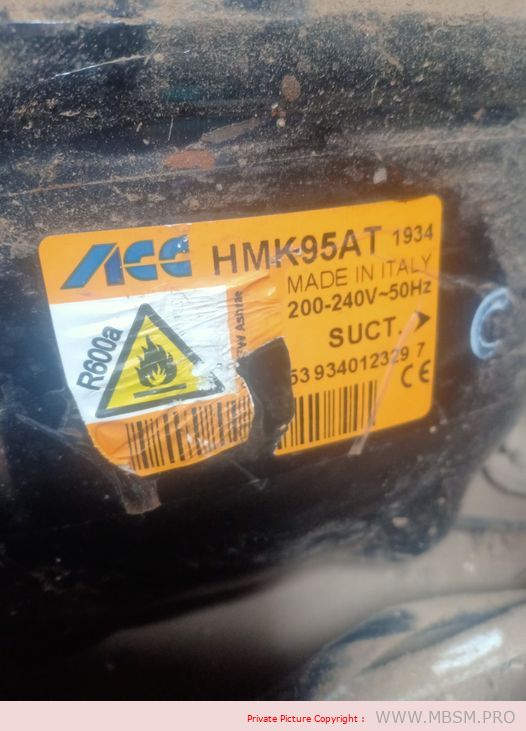 ACC HMK95AT 1934
MADE IN ITALY
200-240V~50Hz
R600a
W Ashrae
SUCT.
53 934012329 7
CE
C
Private Picture Copyright : WWW.MBSM.PRO